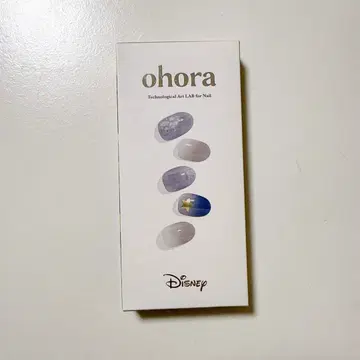 ohora
Technological Art LAB for Nail
Disney